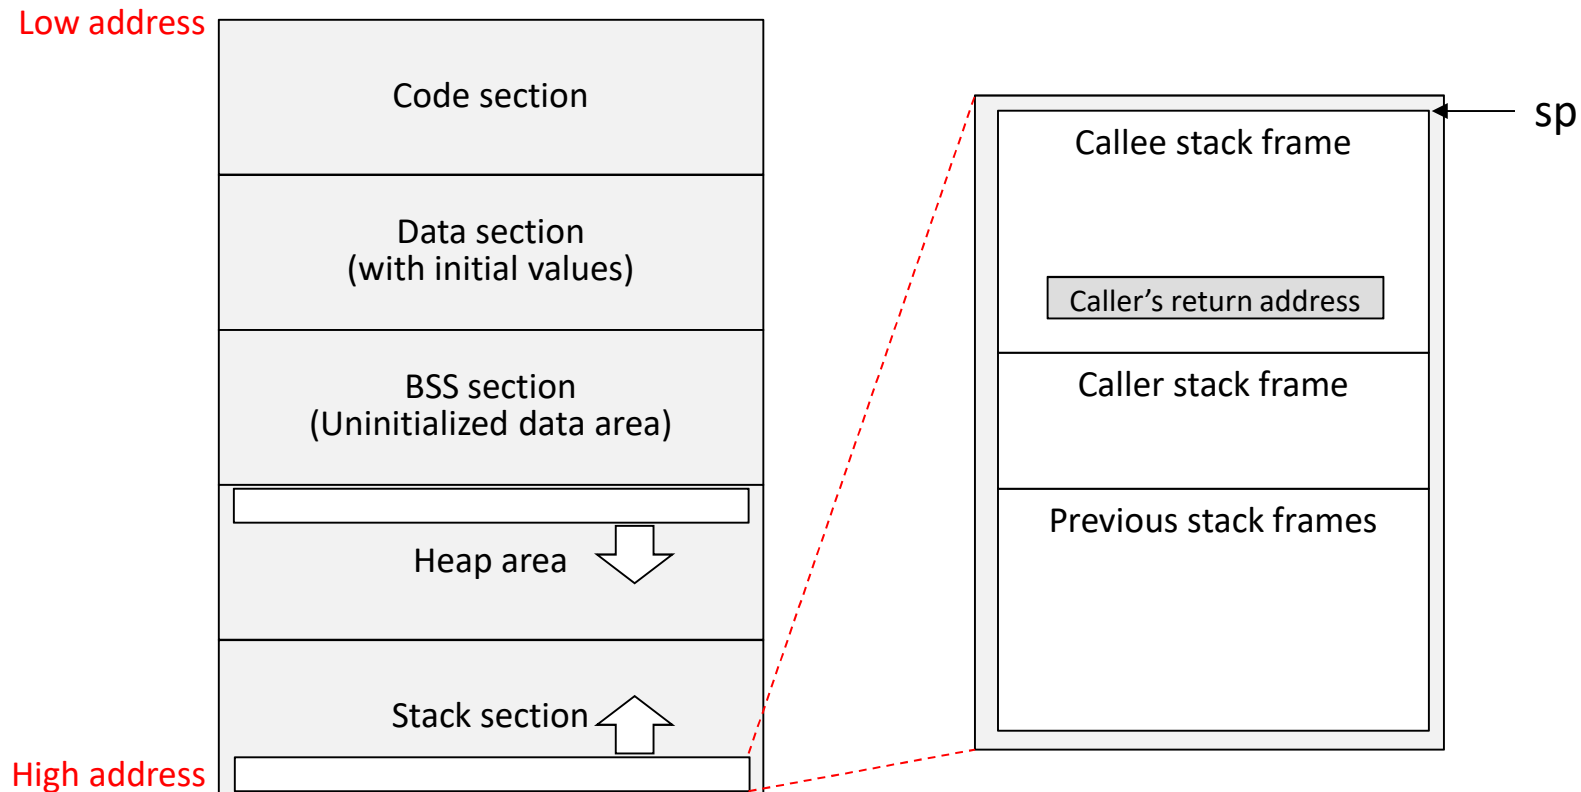 Low address
Code section
Data section
(with initial values)
BSS section
(Uninitialized data area)
Heap area
Stack section
High address
sp
Callee stack frame
Caller’s return address
Caller stack frame
Previous stack frames